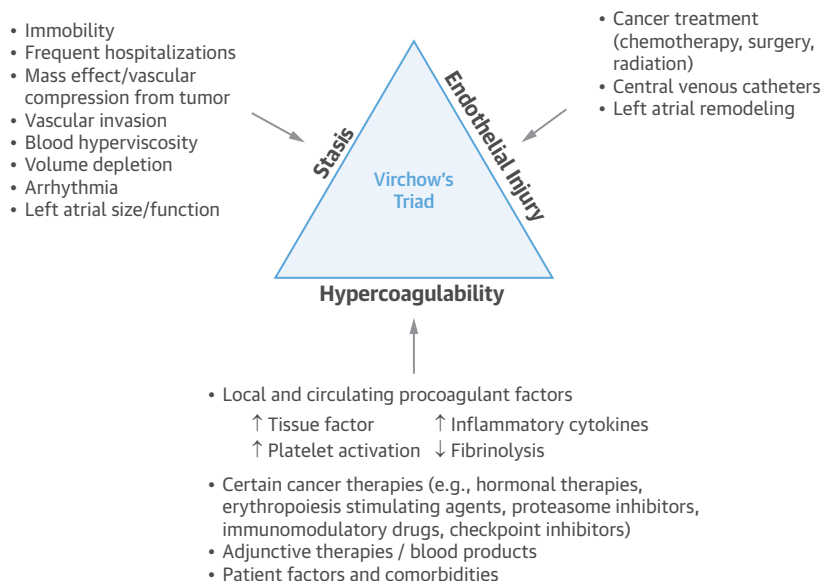 • Immobility
• Frequent hospitalizations
• Mass effect/vascular
compression from tumor
• Vascular invasion
• Blood hyperviscosity
• Volume depletion
• Arrhythmia
• Left atrial size/function
• Cancer treatment
(chemotherapy, surgery,
radiation)
• Central venous catheters
• Left atrial remodeling
Stasis
Endothelial Injury
Virchow's
Triad
Hypercoagulability
• Local and circulating procoagulant factors
↑ Tissue factor ↑ Inflammatory cytokines
↑ Platelet activation ↓ Fibrinolysis
• Certain cancer therapies (e.g., hormonal therapies,
erythropoiesis stimulating agents, proteasome inhibitors,
immunomodulatory drugs, checkpoint inhibitors)
• Adjunctive therapies / blood products
• Patient factors and comorbidities